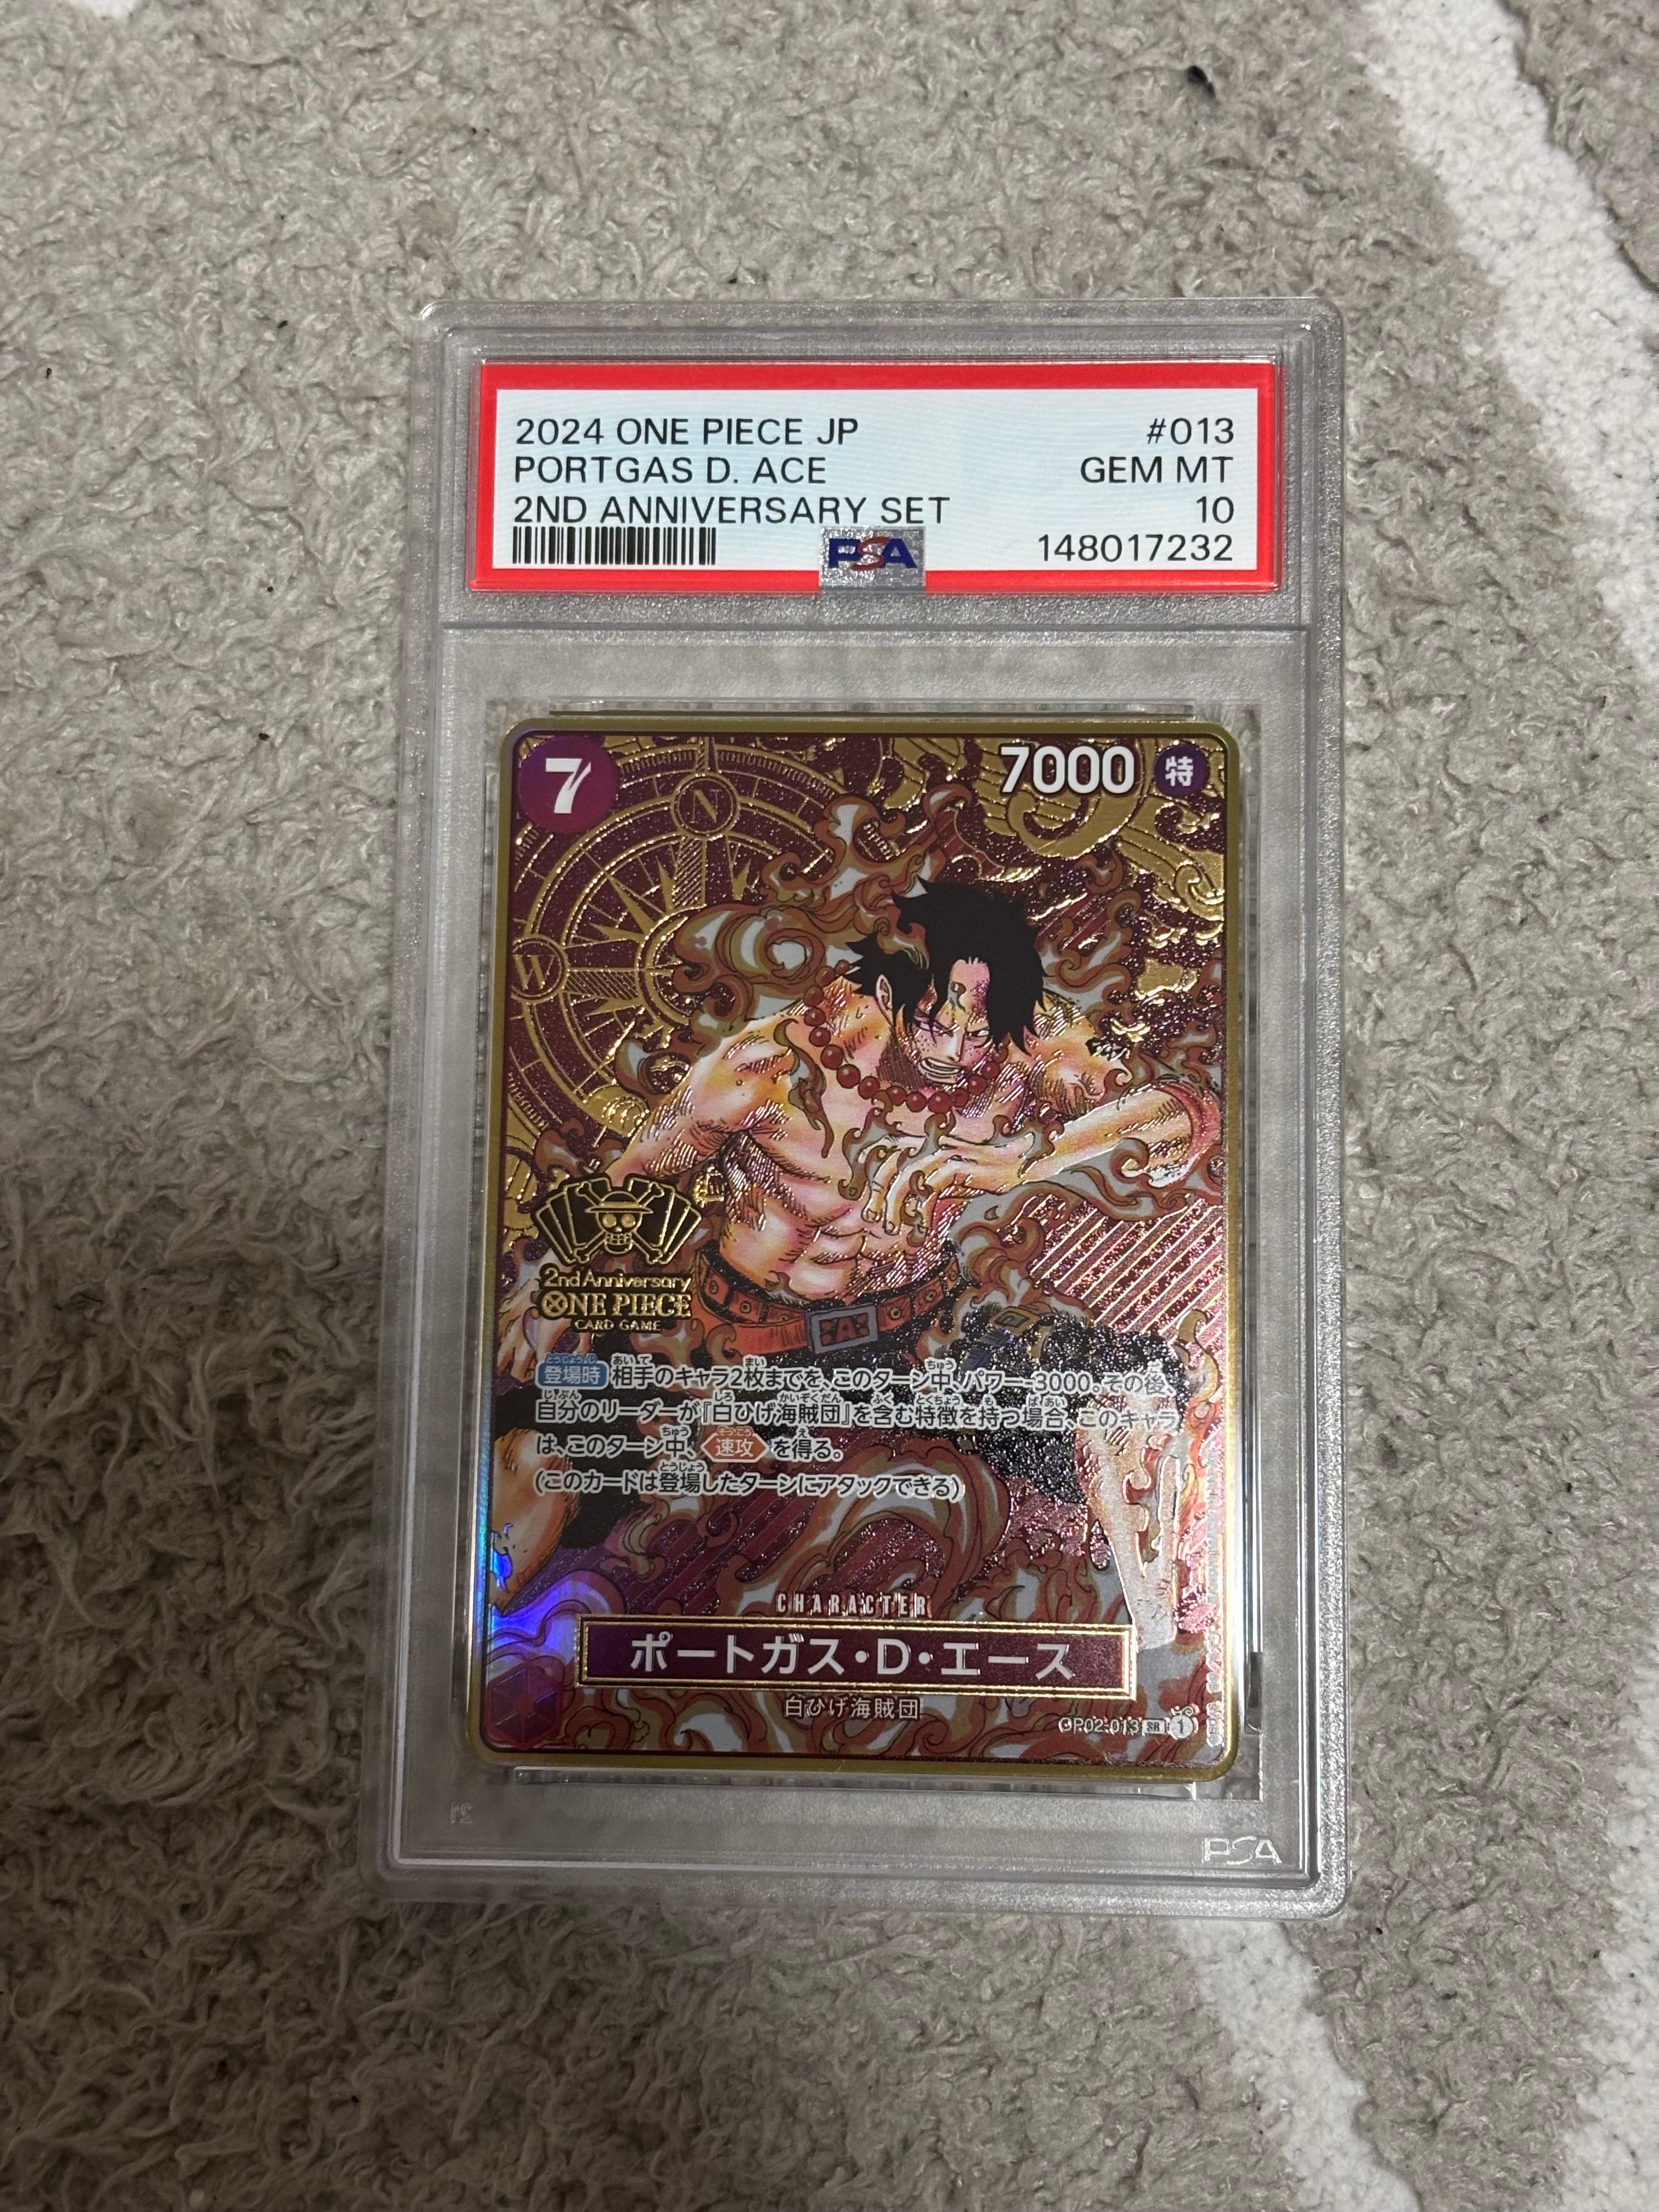 2024 ONE PIECE JP #013
PORTGAS D. ACE GEM MT
2ND ANNIVERSARY SET 10
PSA 148017232
7 7000 特
N
W
2nd Anniversary
ONE PIECE
CARD GAME
登場時 相手のキャラ2枚までを、このターン中、パワー-3000。その後、
自分のリーダーが『白ひげ海賊団』を含む特徴を持つ場合、このキャラ
は、このターン中、速攻 を得る。
(このカードは登場したターンにアタックできる)
CHARACTER
ポートガス・D・エース
白ひげ海賊団
OP02-013 SR 1
PSA